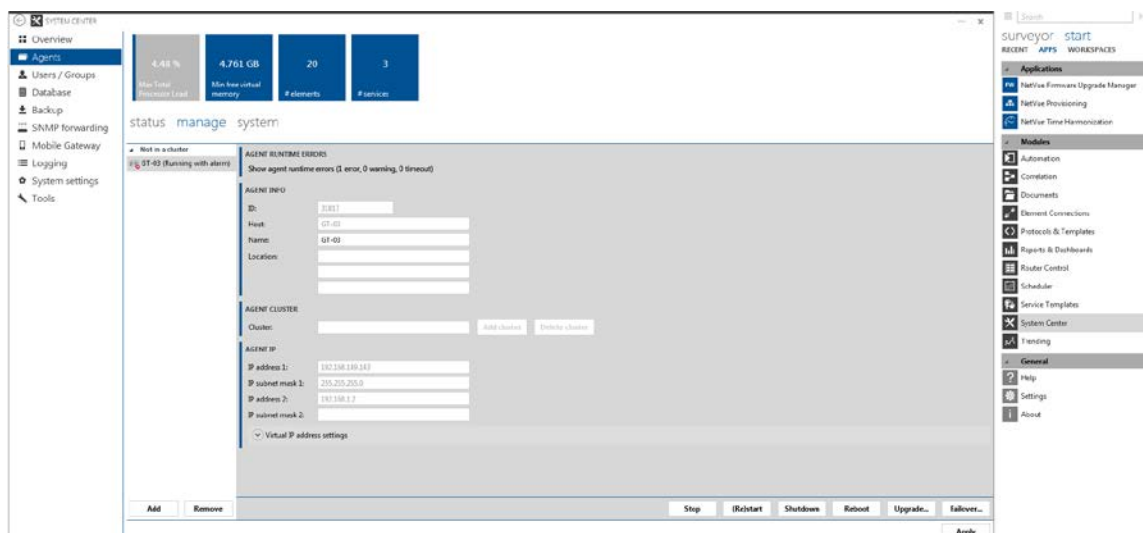 SYSTEM CENTER
Overview
Agents
Users / Groups
Database
Backup
SNMP forwarding
Mobile Gateway
Logging
System settings
Tools
4.48 %
Max Total
Processor Load
4.761 GB
Min free virtual
memory
20
# elements
3
# services
status manage system
Not in a cluster
GT-03 (Running with alarm)
AGENT RUNTIME ERRORS
Show agent runtime errors (1 error, 0 warning, 0 timeout)
AGENT INFO
ID:
Host: GT-03
Name: GT-03
Location:
AGENT CLUSTER
Cluster: Add cluster Delete cluster
AGENT IP
IP address 1:
IP subnet mask 1: 255.255.255.0
IP address 2: 192.168.1.2
IP subnet mask 2:
Virtual IP address settings
Add Remove Stop (Re)start Shutdown Reboot Upgrade... Failover...
Apply
Search
surveyor start
RECENT APPS WORKSPACES
Applications
NetVue Firmware Upgrade Manager
NetVue Provisioning
NetVue Time Harmonization
Modules
Automation
Correlation
Documents
Element Connections
Protocols & Templates
Reports & Dashboards
Router Control
Scheduler
Service Templates
System Center
Trending
General
Help
Settings
About